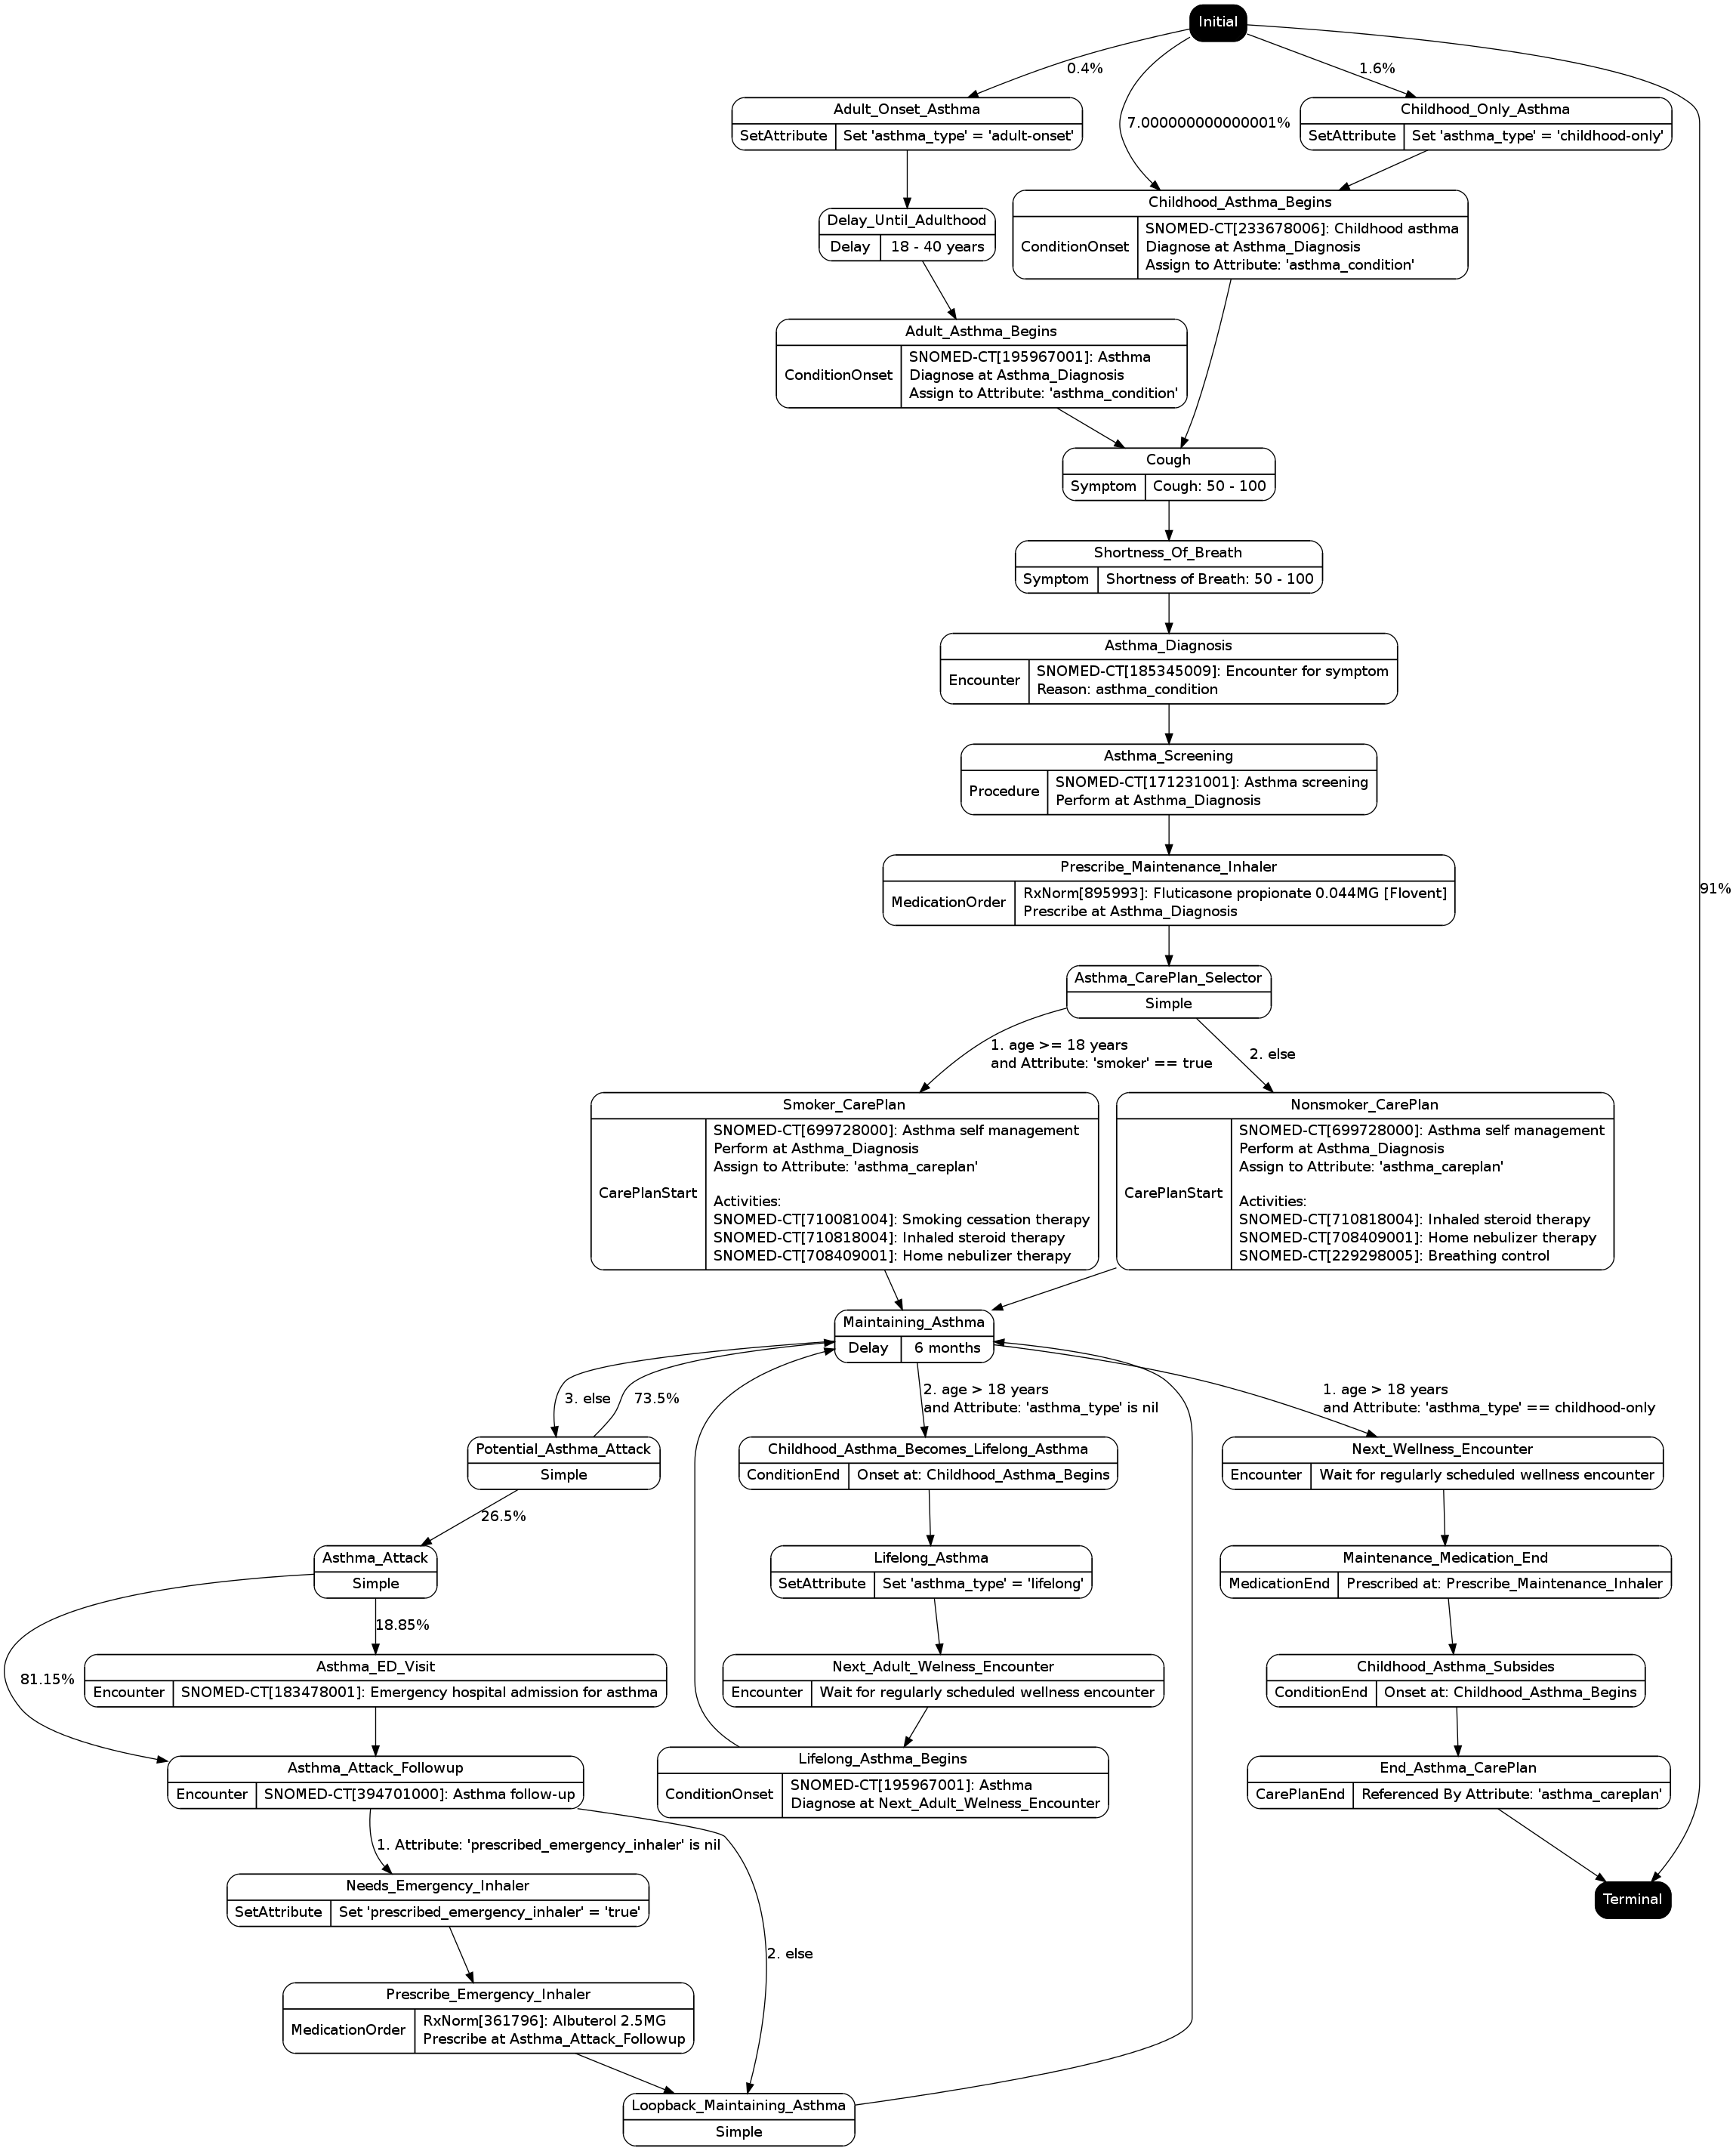 Initial
0.4%
1.6%
7.000000000000001%
Adult_Onset_Asthma
SetAttribute
Set 'asthma_type' = 'adult-onset'
Childhood_Only_Asthma
SetAttribute
Set 'asthma_type' = 'childhood-only'
Delay_Until_Adulthood
Delay
18 - 40 years
Childhood_Asthma_Begins
ConditionOnset
SNOMED-CT[233678006]: Childhood asthma
Diagnose at Asthma_Diagnosis
Assign to Attribute: 'asthma_condition'
Adult_Asthma_Begins
ConditionOnset
SNOMED-CT[195967001]: Asthma
Diagnose at Asthma_Diagnosis
Assign to Attribute: 'asthma_condition'
Cough
Symptom
Cough: 50 - 100
Shortness_Of_Breath
Symptom
Shortness of Breath: 50 - 100
Asthma_Diagnosis
Encounter
SNOMED-CT[185345009]: Encounter for symptom
Reason: asthma_condition
Asthma_Screening
Procedure
SNOMED-CT[171231001]: Asthma screening
Perform at Asthma_Diagnosis
Prescribe_Maintenance_Inhaler
MedicationOrder
RxNorm[895993]: Fluticasone propionate 0.044MG [Flovent]
Prescribe at Asthma_Diagnosis
91%
Asthma_CarePlan_Selector
Simple
1. age >= 18 years
and Attribute: 'smoker' == true
2. else
Smoker_CarePlan
CarePlanStart
SNOMED-CT[699728000]: Asthma self management
Perform at Asthma_Diagnosis
Assign to Attribute: 'asthma_careplan'
Activities:
SNOMED-CT[710081004]: Smoking cessation therapy
SNOMED-CT[710818004]: Inhaled steroid therapy
SNOMED-CT[708409001]: Home nebulizer therapy
Nonsmoker_CarePlan
CarePlanStart
SNOMED-CT[699728000]: Asthma self management
Perform at Asthma_Diagnosis
Assign to Attribute: 'asthma_careplan'
Activities:
SNOMED-CT[710818004]: Inhaled steroid therapy
SNOMED-CT[708409001]: Home nebulizer therapy
SNOMED-CT[229298005]: Breathing control
Maintaining_Asthma
Delay
6 months
3. else
73.5%
2. age > 18 years
and Attribute: 'asthma_type' is nil
1. age > 18 years
and Attribute: 'asthma_type' == childhood-only
Potential_Asthma_Attack
Simple
Childhood_Asthma_Becomes_Lifelong_Asthma
ConditionEnd
Onset at: Childhood_Asthma_Begins
Next_Wellness_Encounter
Encounter
Wait for regularly scheduled wellness encounter
26.5%
Asthma_Attack
Simple
Lifelong_Asthma
SetAttribute
Set 'asthma_type' = 'lifelong'
Maintenance_Medication_End
MedicationEnd
Prescribed at: Prescribe_Maintenance_Inhaler
18.85%
81.15%
Asthma_ED_Visit
Encounter
SNOMED-CT[183478001]: Emergency hospital admission for asthma
Next_Adult_Welness_Encounter
Encounter
Wait for regularly scheduled wellness encounter
Childhood_Asthma_Subsides
ConditionEnd
Onset at: Childhood_Asthma_Begins
Asthma_Attack_Followup
Encounter
SNOMED-CT[394701000]: Asthma follow-up
Lifelong_Asthma_Begins
ConditionOnset
SNOMED-CT[195967001]: Asthma
Diagnose at Next_Adult_Welness_Encounter
End_Asthma_CarePlan
CarePlanEnd
Referenced By Attribute: 'asthma_careplan'
1. Attribute: 'prescribed_emergency_inhaler' is nil
Needs_Emergency_Inhaler
SetAttribute
Set 'prescribed_emergency_inhaler' = 'true'
Terminal
2. else
Prescribe_Emergency_Inhaler
MedicationOrder
RxNorm[361796]: Albuterol 2.5MG
Prescribe at Asthma_Attack_Followup
Loopback_Maintaining_Asthma
Simple